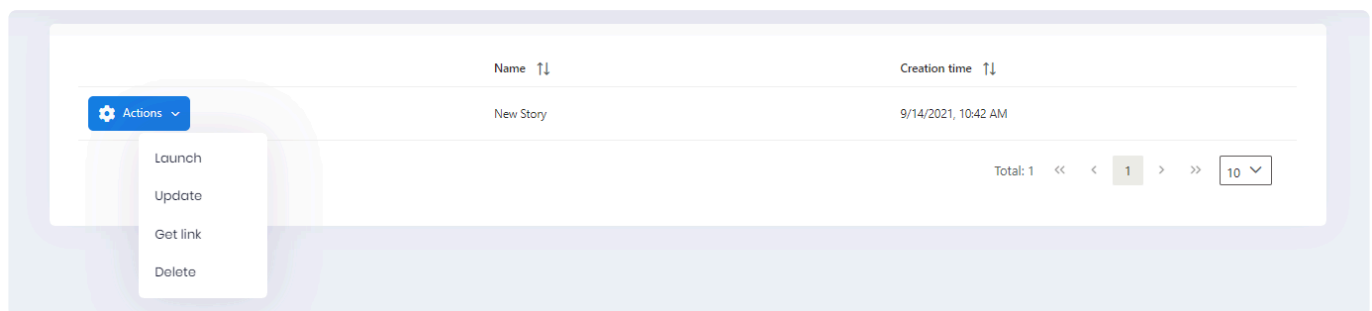 Name Creation time
Actions New Story 9/14/2021, 10:42 AM
Launch
Total: 1 << < 1 > >> 10
Update
Get link
Delete